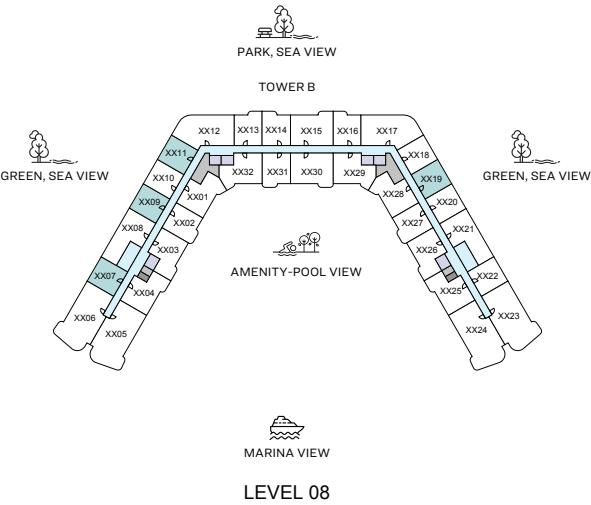 PARK, SEA VIEW
TOWER B
XX12
XX13
XX14
XX15
XX16
XX17
XX11
XX32
XX31
XX30
XX29
XX18
GREEN, SEA VIEW
XX10
XX01
XX28
XX19
GREEN, SEA VIEW
XX09
XX02
XX27
XX20
XX08
XX03
XX26
XX21
AMENITY-POOL VIEW
XX07
XX04
XX25
XX22
XX06
XX05
XX24
XX23
MARINA VIEW
LEVEL 08